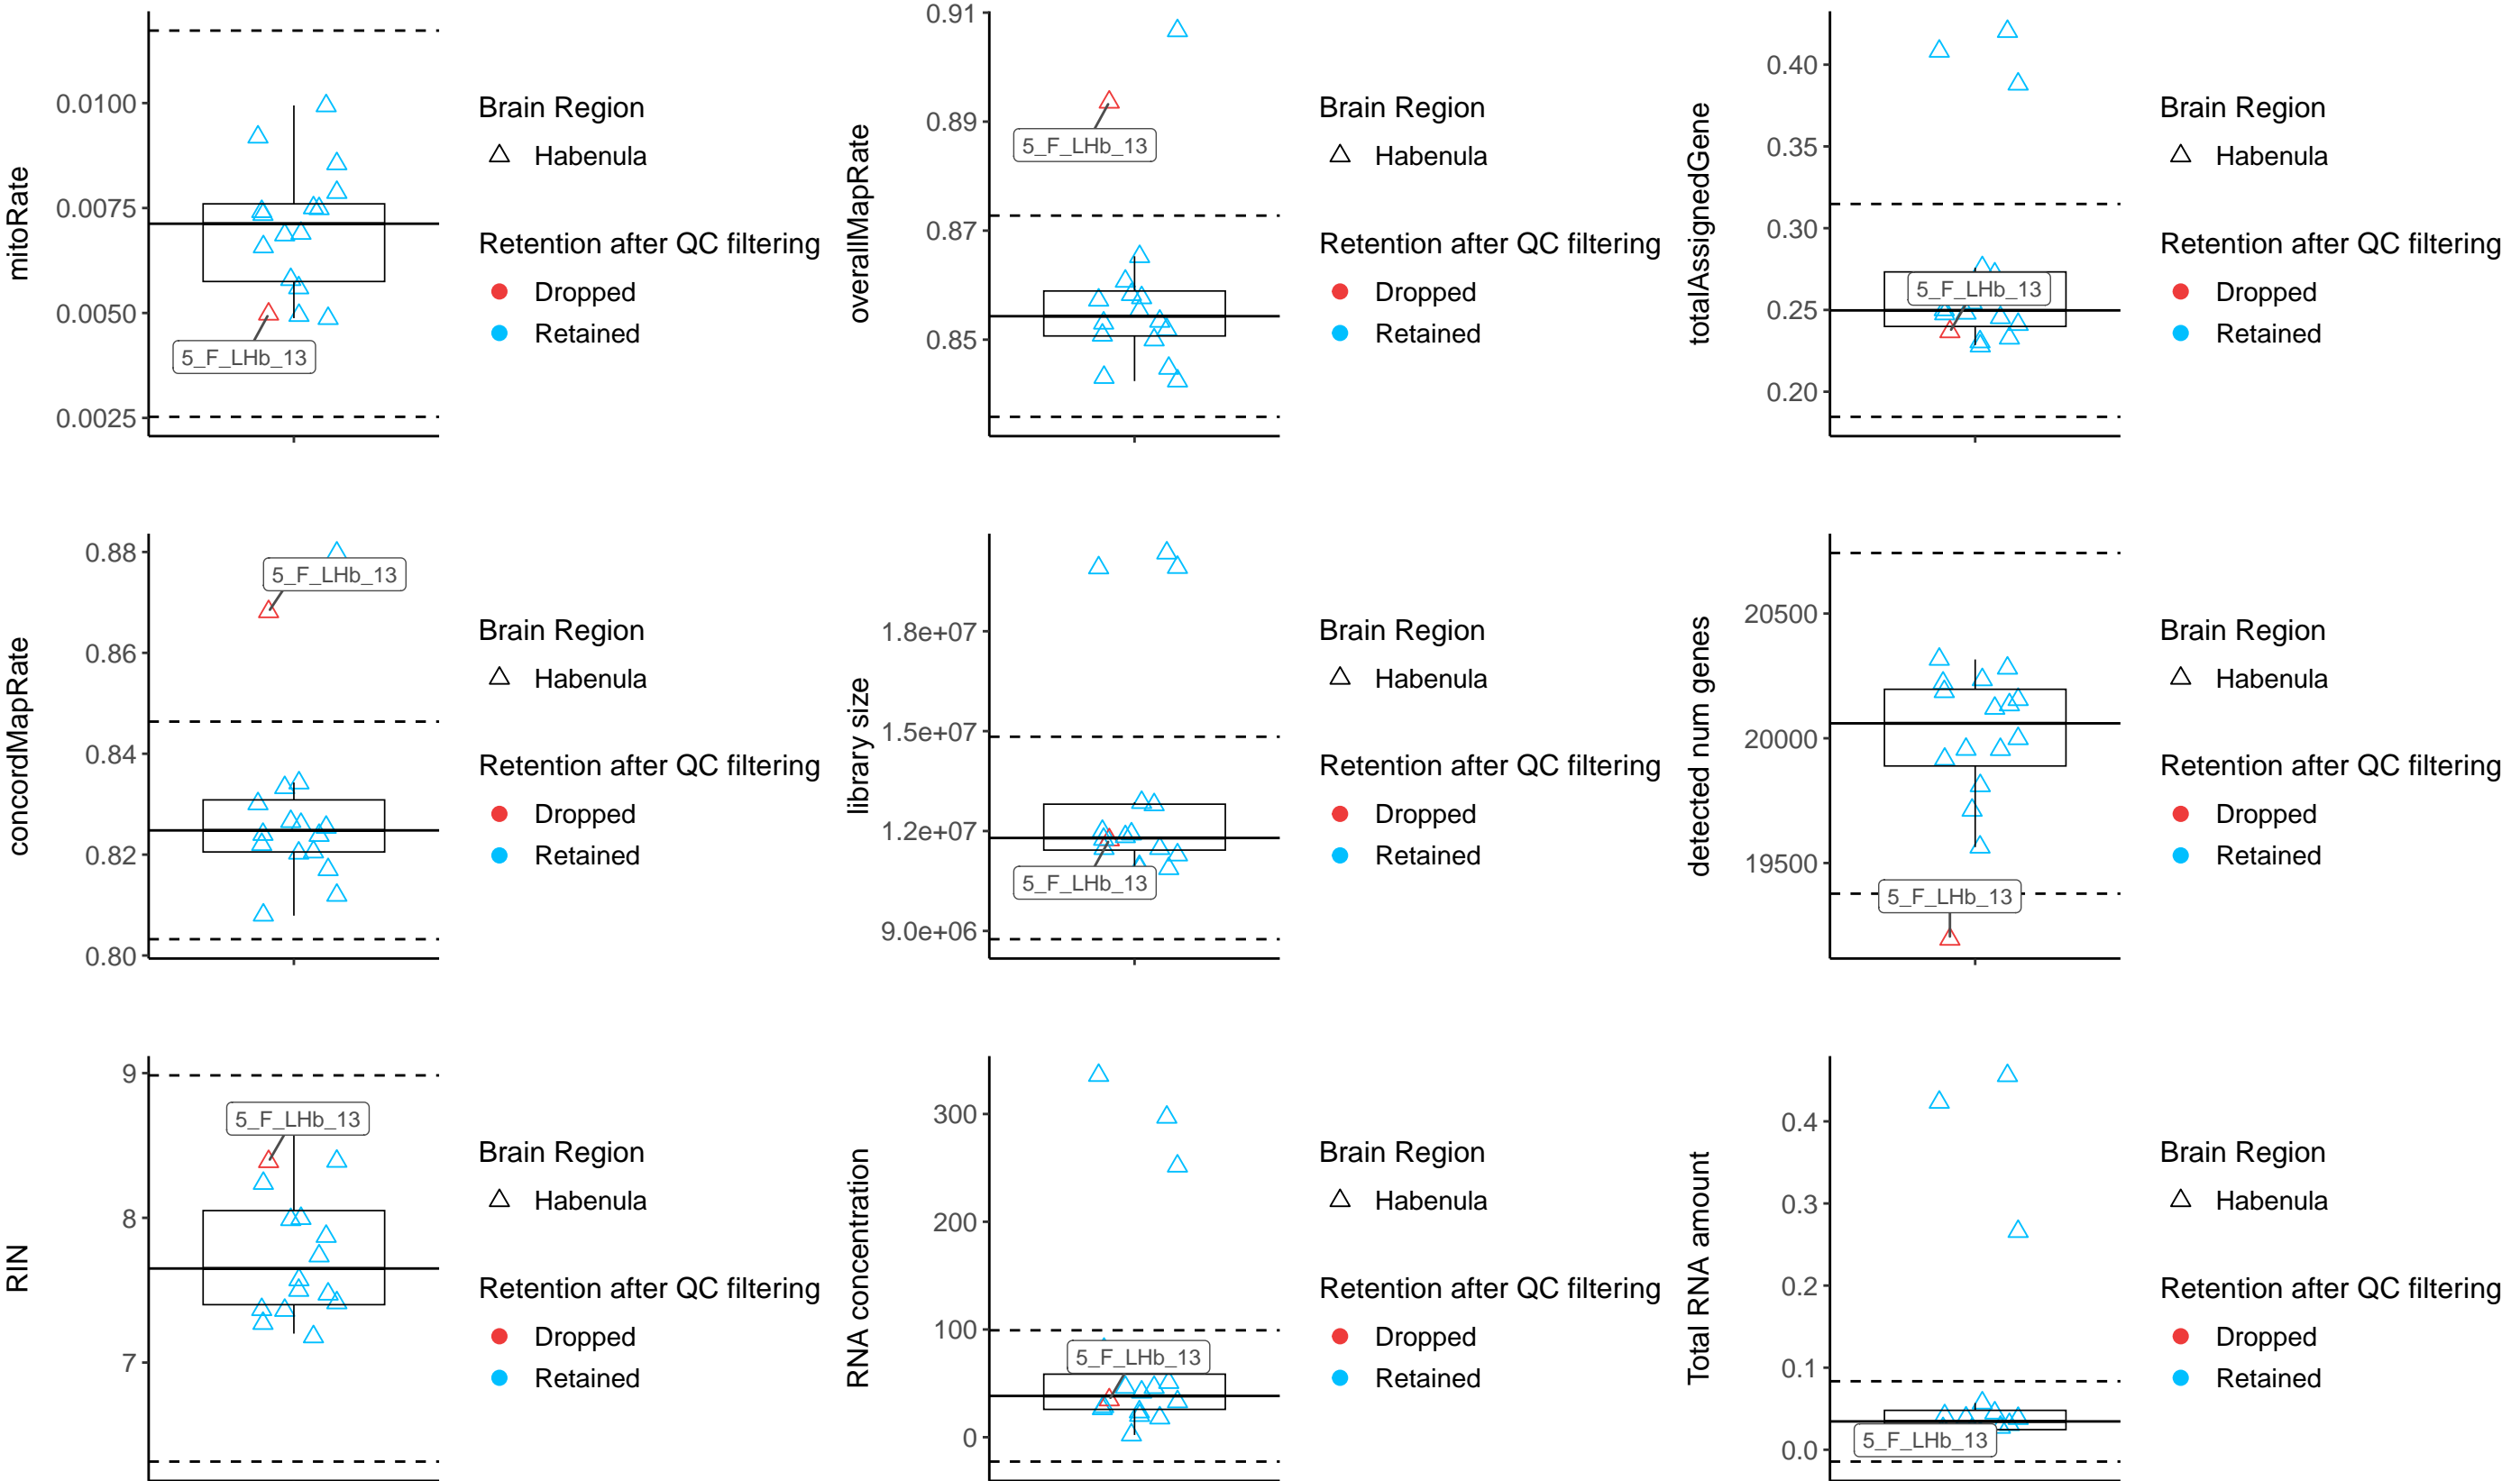 mitoRate
0.0100
0.0075
0.0050
0.0025
5_F_LHb_13
Brain Region
Habenula
Retention after QC filtering
Dropped
Retained
overallMapRate
0.91
0.89
0.87
0.85
5_F_LHb_13
Brain Region
Habenula
Retention after QC filtering
Dropped
Retained
totalAssignedGene
0.40
0.35
0.30
0.25
0.20
5_F_LHb_13
Brain Region
Habenula
Retention after QC filtering
Dropped
Retained
concordMapRate
0.88
0.86
0.84
0.82
0.80
5_F_LHb_13
Brain Region
Habenula
Retention after QC filtering
Dropped
Retained
library size
1.8e+07
1.5e+07
1.2e+07
9.0e+06
5_F_LHb_13
Brain Region
Habenula
Retention after QC filtering
Dropped
Retained
detected num genes
20500
20000
19500
5_F_LHb_13
Brain Region
Habenula
Retention after QC filtering
Dropped
Retained
RIN
9
8
7
5_F_LHb_13
Brain Region
Habenula
Retention after QC filtering
Dropped
Retained
RNA concentration
300
200
100
0
5_F_LHb_13
Brain Region
Habenula
Retention after QC filtering
Dropped
Retained
Total RNA amount
0.4
0.3
0.2
0.1
0.0
5_F_LHb_13
Brain Region
Habenula
Retention after QC filtering
Dropped
Retained